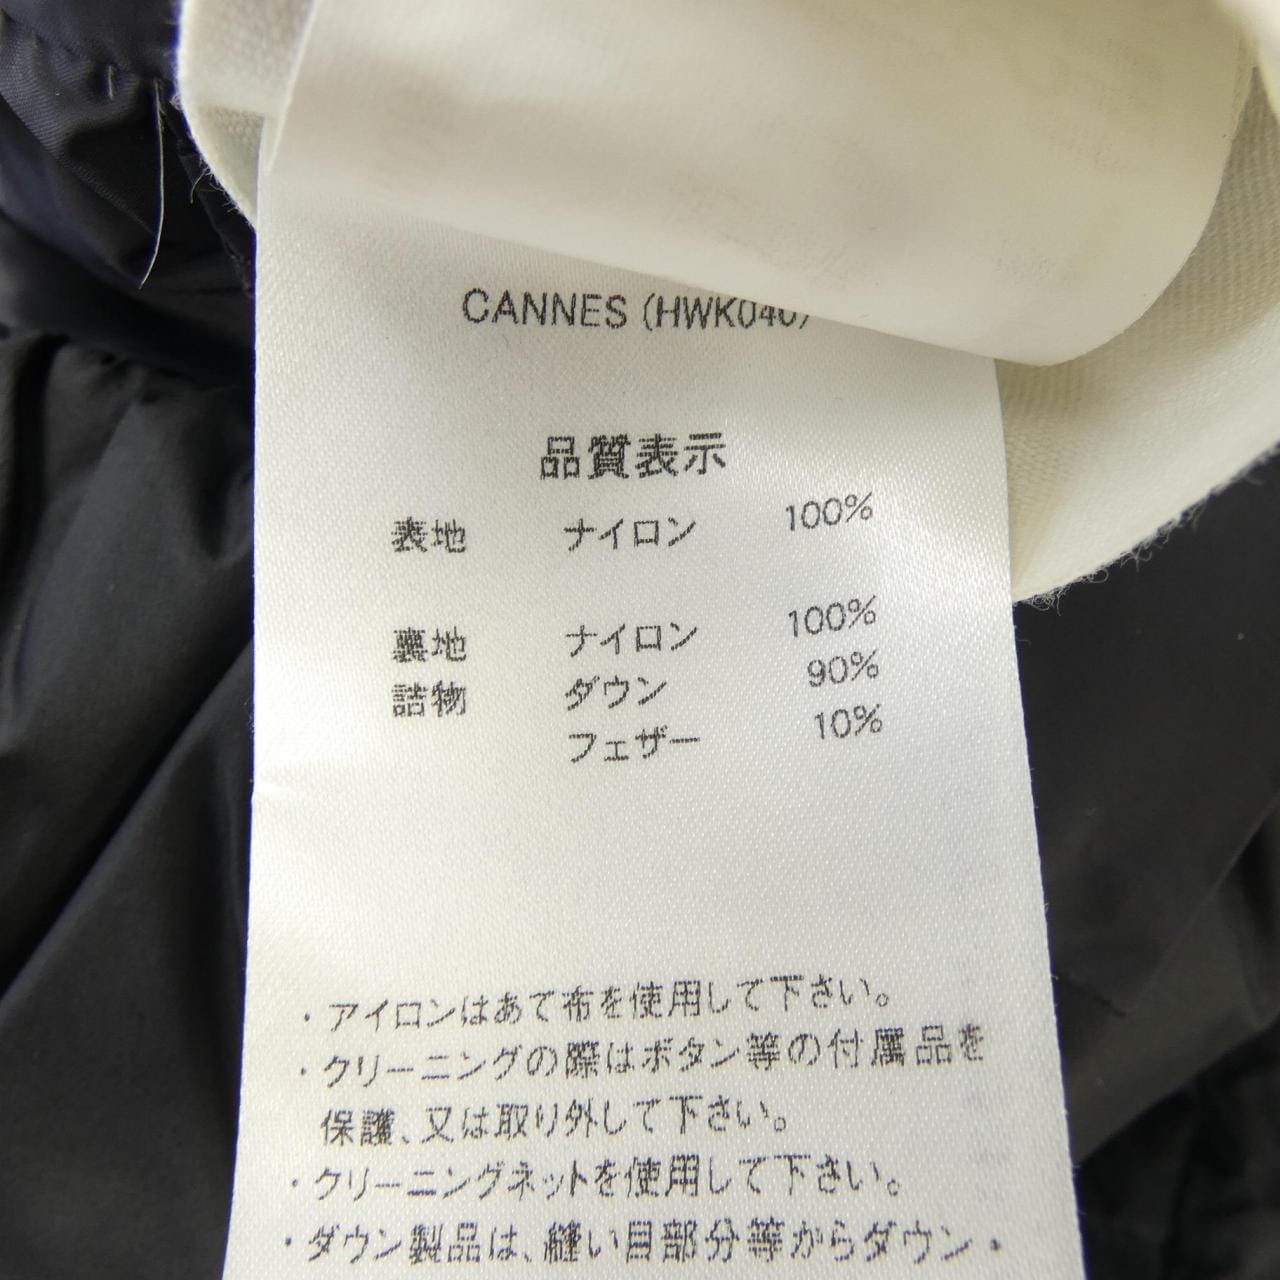 CANNES (HWK040)
品質表示
表地 ナイロン 100%
裏地 ナイロン 100%
詰物 ダウン 90%
フェザー 10%
・アイロンはあて布を使用して下さい。
・クリーニングの際はボタン等の付属品を
保護、又は取り外して下さい。
・クリーニングネットを使用して下さい。
・ダウン製品は、縫い目部分等からダウン・